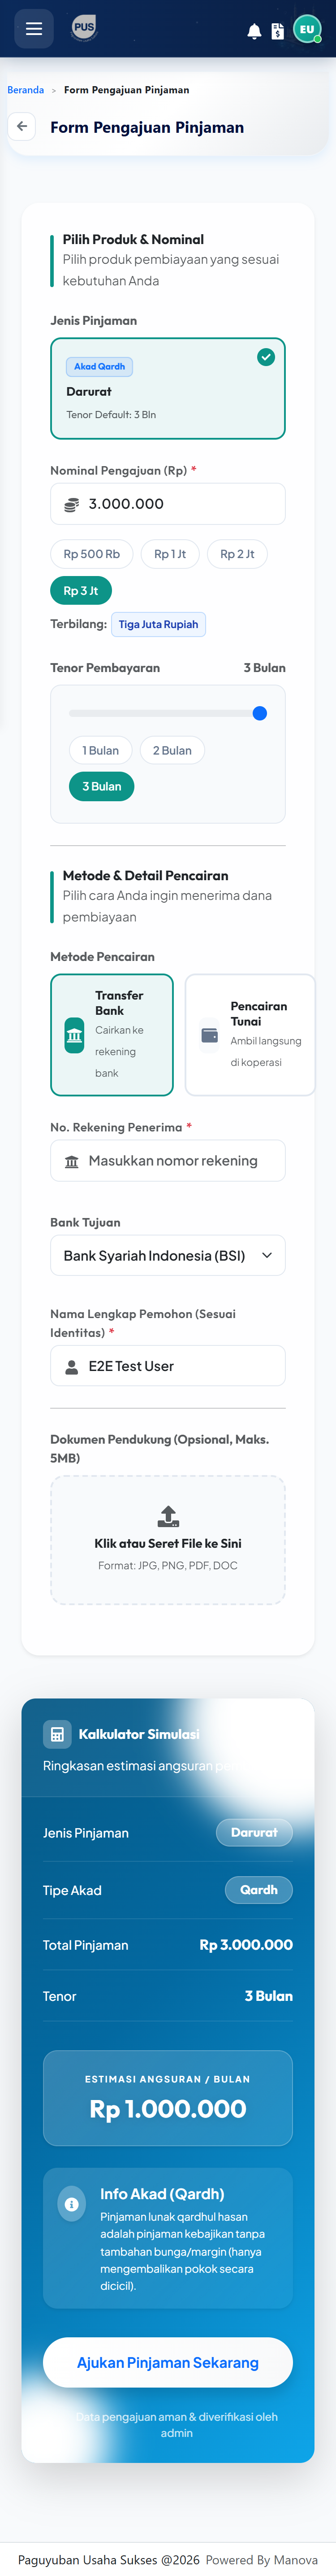 PUS
EU
Beranda > Form Pengajuan Pinjaman
Form Pengajuan Pinjaman
Pilih Produk & Nominal
Pilih produk pembiayaan yang sesuai
kebutuhan Anda
Jenis Pinjaman
Akad Qardh
Darurat
Tenor Default: 3 Bln
Nominal Pengajuan (Rp) *
3.000.000
Rp 500 Rb
Rp 1 Jt
Rp 2 Jt
Rp 3 Jt
Terbilang: Tiga Juta Rupiah
Tenor Pembayaran 3 Bulan
1 Bulan
2 Bulan
3 Bulan
Metode & Detail Pencairan
Pilih cara Anda ingin menerima dana
pembiayaan
Metode Pencairan
Transfer
Bank
Cairkan ke
rekening
bank
Pencairan
Tunai
Ambil langsung
di koperasi
No. Rekening Penerima *
Masukkan nomor rekening
Bank Tujuan
Bank Syariah Indonesia (BSI)
Nama Lengkap Pemohon (Sesuai
Identitas) *
E2E Test User
Dokumen Pendukung (Opsional, Maks.
5MB)
Klik atau Seret File ke Sini
Format: JPG, PNG, PDF, DOC
Kalkulator Simulasi
Ringkasan estimasi angsuran
Jenis Pinjaman Darurat
Tipe Akad Qardh
Total Pinjaman Rp 3.000.000
Tenor 3 Bulan
ESTIMASI ANGSURAN / BULAN
Rp 1.000.000
Info Akad (Qardh)
Pinjaman lunak qardhul hasan
adalah pinjaman kebajikan tanpa
tambahan bunga/margin (hanya
mengembalikan pokok secara
dicicil).
Ajukan Pinjaman Sekarang
Data pengajuan aman & diverifikasi oleh
admin
Paguyuban Usaha Sukses @2026 Powered By Manova